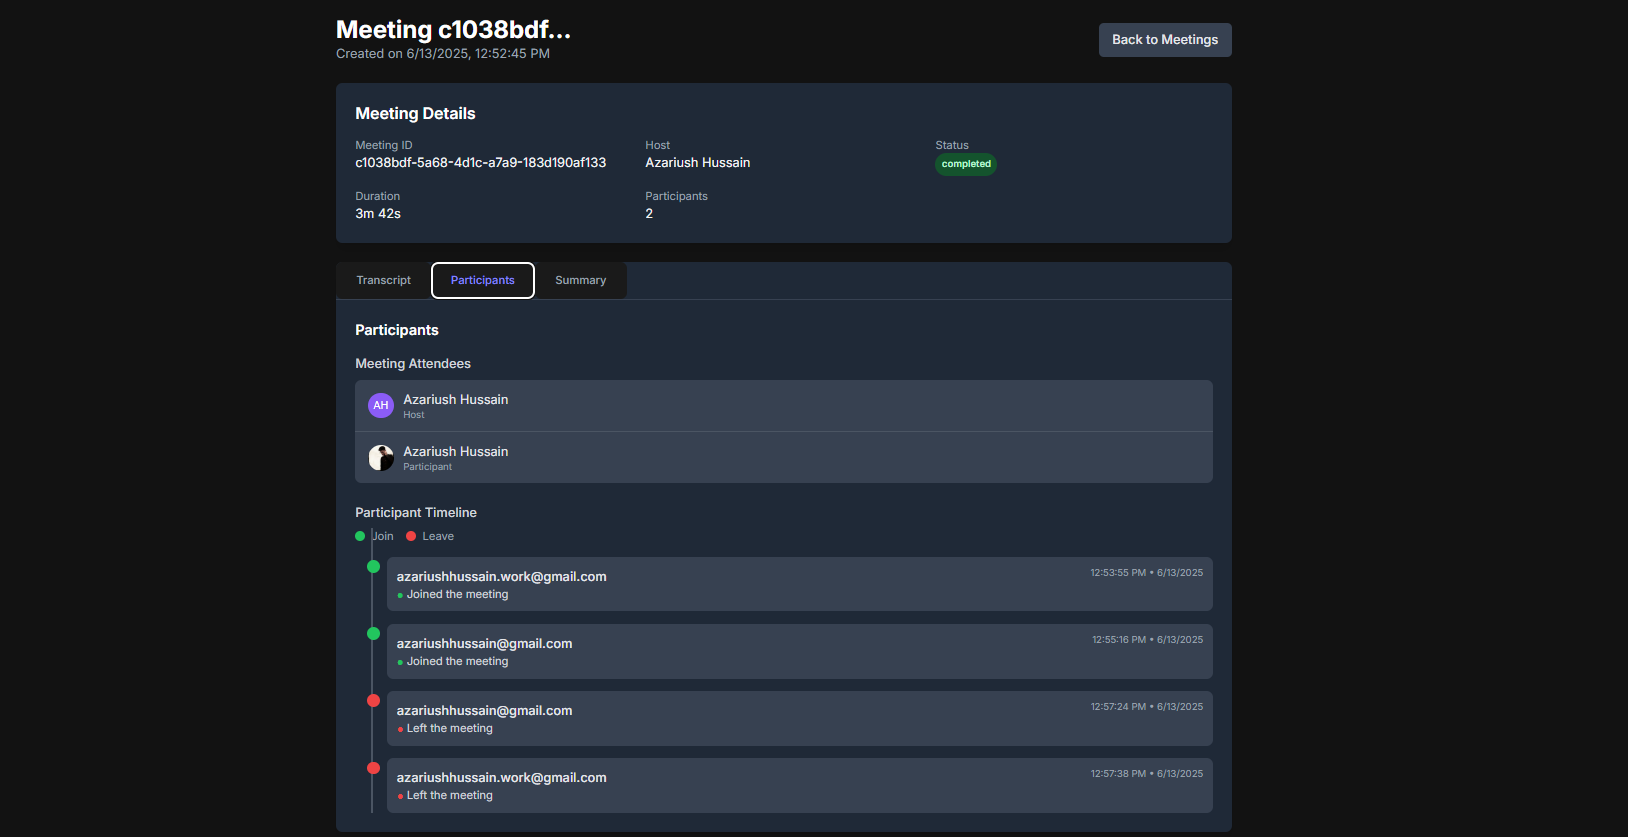 Meeting c1038bdf...
Created on 6/13/2025, 12:52:45 PM
Back to Meetings
Meeting Details
Meeting ID
c1038bdf-5a68-4d1c-a7a9-183d190af133
Host
Azariush Hussain
Status
completed
Duration
3m 42s
Participants
2
Transcript
Participants
Summary
Participants
Meeting Attendees
AH
Azariush Hussain
Host
Azariush Hussain
Participant
Participant Timeline
Join
Leave
azariushhussain.work@gmail.com
12:53:55 PM • 6/13/2025
Joined the meeting
azariushhussain@gmail.com
12:55:16 PM • 6/13/2025
Joined the meeting
azariushhussain@gmail.com
12:57:24 PM • 6/13/2025
Left the meeting
azariushhussain.work@gmail.com
12:57:38 PM • 6/13/2025
Left the meeting